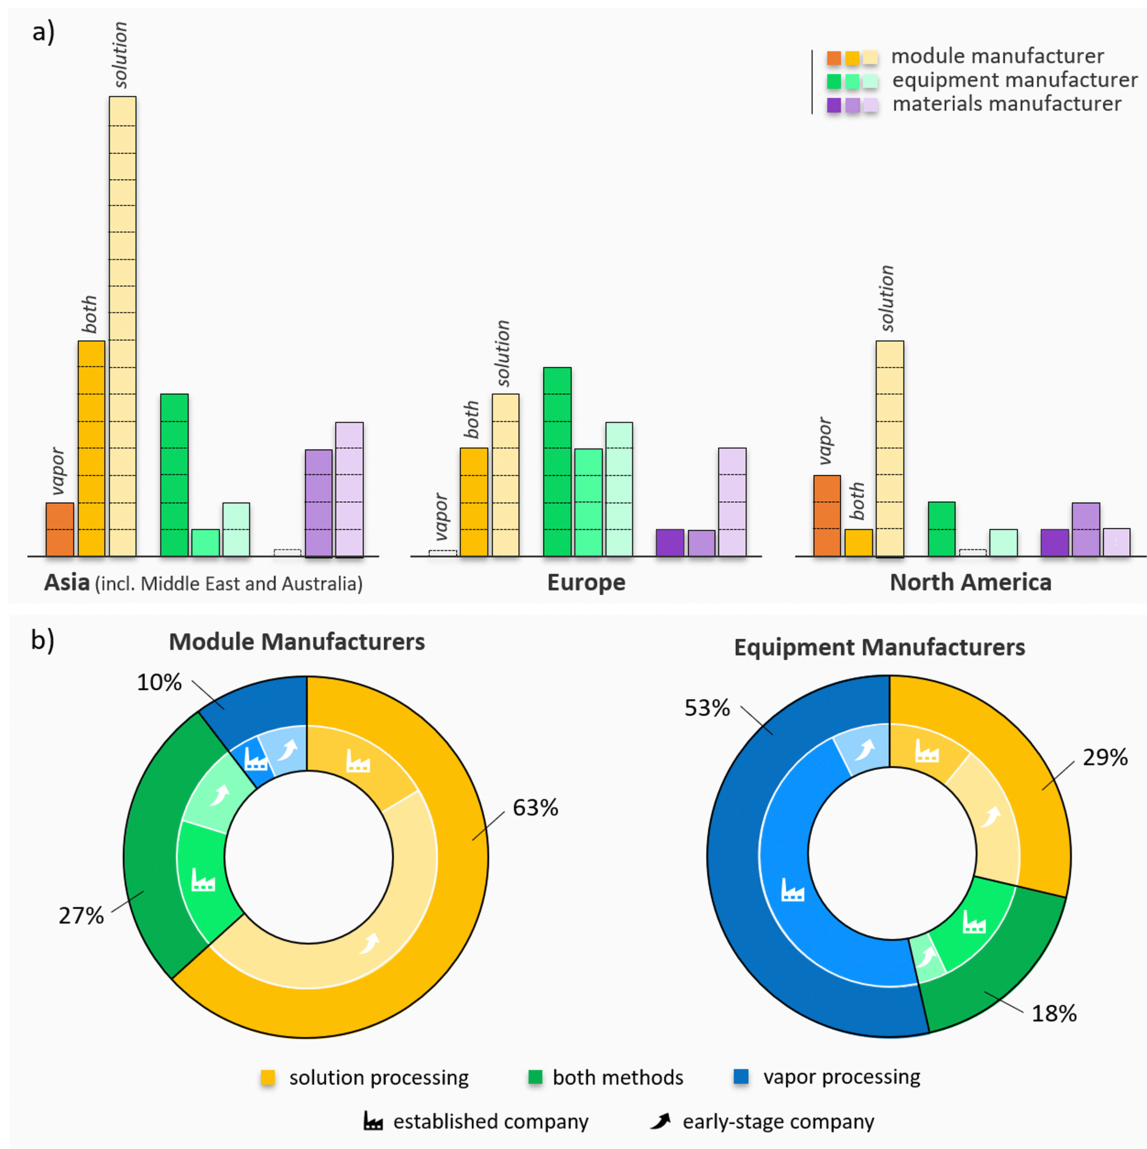 a)
module manufacturer
equipment manufacturer
materials manufacturer
vapor
both
solution
vapor
both
solution
vapor
both
solution
Asia (incl. Middle East and Australia)
Europe
North America
b)
Module Manufacturers
10%
63%
27%
Equipment Manufacturers
53%
29%
18%
solution processing
both methods
vapor processing
established company
early-stage company